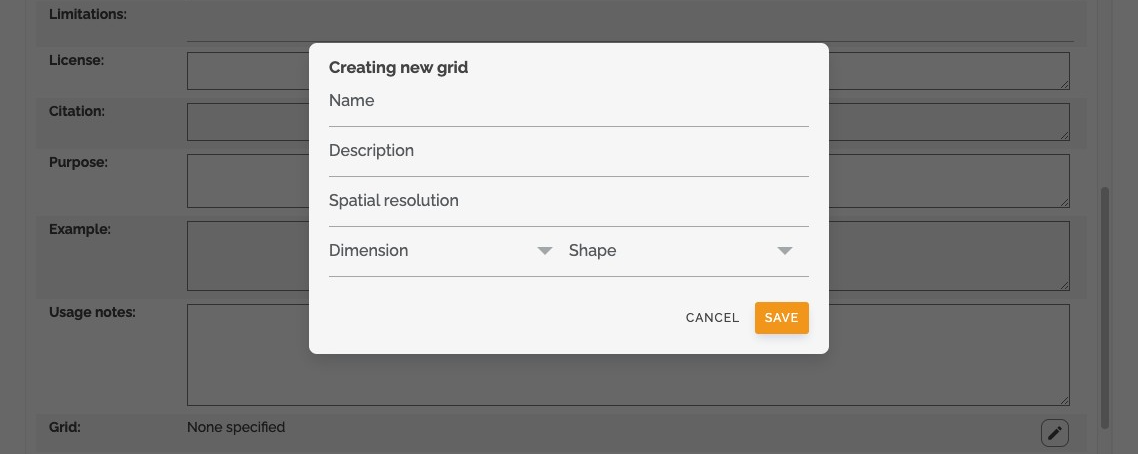 Limitations:
License:
Creating new grid
Name
Citation:
Description
Purpose:
Spatial resolution
Example:
Dimension Shape
Usage notes:
CANCEL SAVE
Grid: None specified